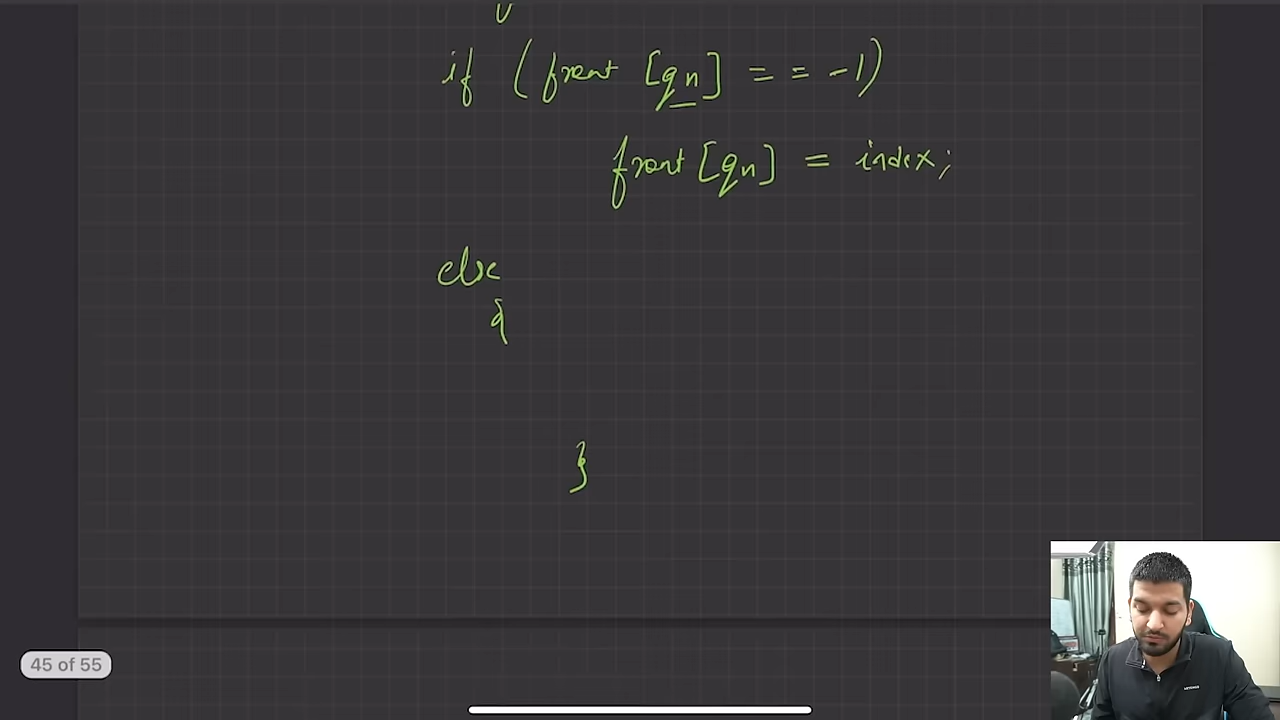 if (front [qn] == -1)
front[qn] = index;
else
{
}
45 of 55